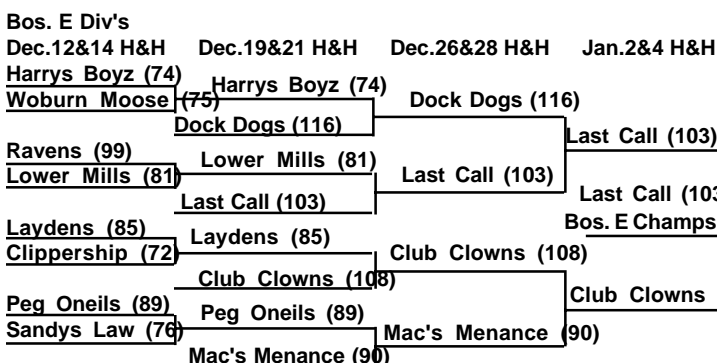 Bos. E Div's
Dec.12&14 H&H Dec.19&21 H&H Dec.26&28 H&H Jan.2&4 H&H
Harrys Boyz (74)
Woburn Moose (75)
Harrys Boyz (74)
Dock Dogs (116)
Dock Dogs (116)
Ravens (99)
Lower Mills (81)
Lower Mills (81)
Last Call (103)
Last Call (103)
Last Call (103)
Last Call (103
Bos. E Champs
Laydens (85)
Clippership (72)
Laydens (85)
Club Clowns (108)
Club Clowns (108)
Peg Oneils (89)
Sandys Law (76)
Peg Oneils (89)
Mac's Menance (90)
Mac's Menance (90)
Club Clowns